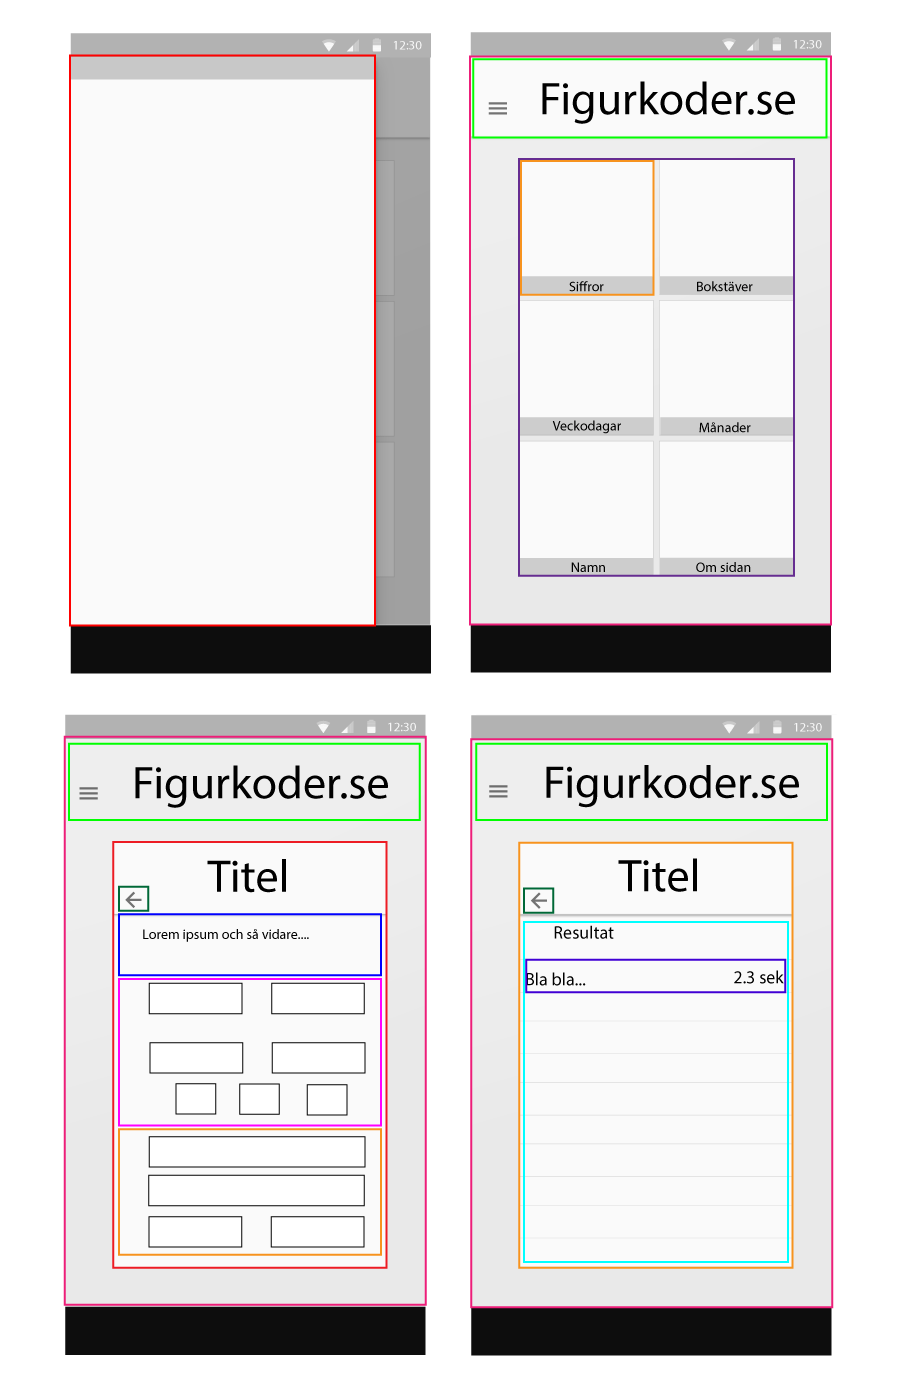 12:30
12:30
Figurkoder.se
Siffror
Bokstäver
Veckodagar
Månader
Namn
Om sidan
12:30
Figurkoder.se
Titel
Lorem ipsum och så vidare....
12:30
Figurkoder.se
Titel
Resultat
Bla bla... 2.3 sek